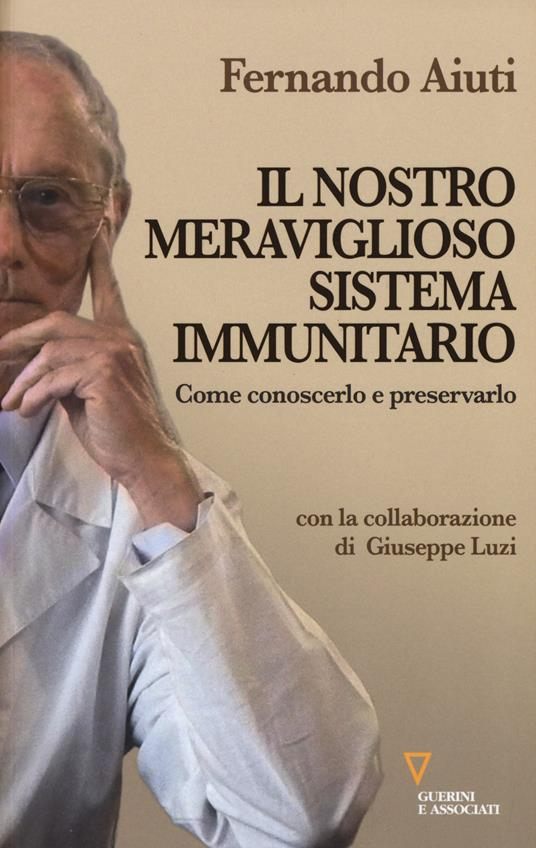 Fernando Aiuti
IL NOSTRO
MERAVIGLIOSO
SISTEMA
IMMUNITARIO
Come conoscerlo e preservarlo
con la collaborazione
di Giuseppe Luzi
GUERINI
E ASSOCIATI